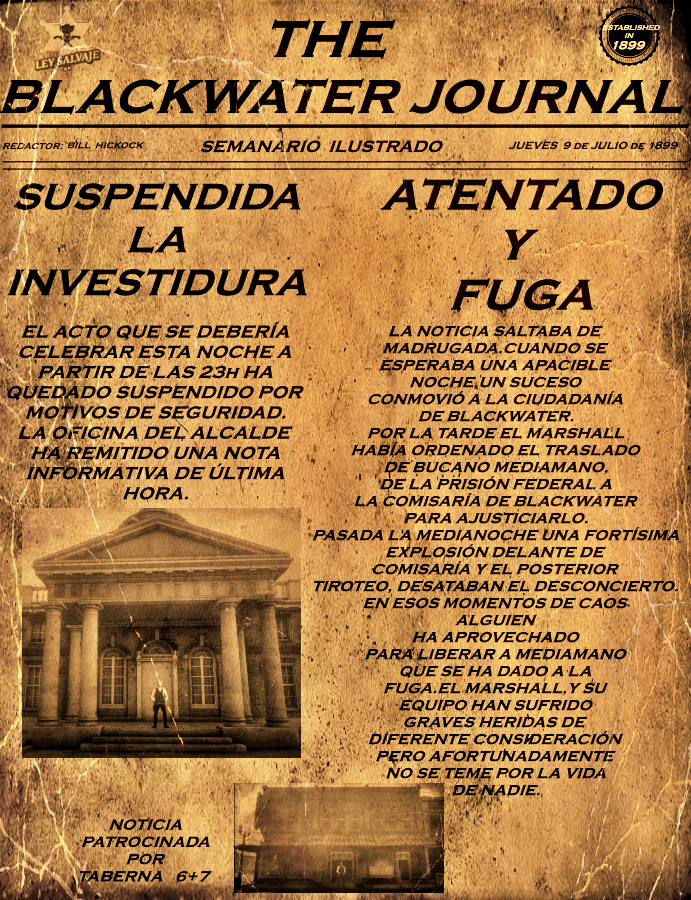 LEY SALVAJE
THE
BLACKWATER JOURNAL
ESTABLISHED
IN
1899
REDACTOR: BILL HICKOCK
SEMANARIO ILUSTRADO
JUEVES 9 DE JULIO DE 1899
SUSPENDIDA
LA
INVESTIDURA
EL ACTO QUE SE DEBERÍA
CELEBRAR ESTA NOCHE A
PARTIR DE LAS 23H HA
QUEDADO SUSPENDIDO POR
MOTIVOS DE SEGURIDAD.
LA OFICINA DEL ALCALDE
HA REMITIDO UNA NOTA
INFORMATIVA DE ÚLTIMA
HORA.
ATENTADO
Y
FUGA
LA NOTICIA SALTABA DE
MADRUGADA.CUANDO SE
ESPERABA UNA APACIBLE
NOCHE,UN SUCESO
CONMOVIÓ A LA CIUDADANÍA
DE BLACKWATER.
POR LA TARDE EL MARSHALL
HABÍA ORDENADO EL TRASLADO
DE BUCANO MEDIAMANO,
DE LA PRISIÓN FEDERAL A
LA COMISARÍA DE BLACKWATER
PARA AJUSTICIARLO.
PASADA LA MEDIANOCHE UNA FORTÍSIMA
EXPLOSIÓN DELANTE DE
COMISARÍA Y EL POSTERIOR
TIROTEO, DESATABAN EL DESCONCIERTO.
EN ESOS MOMENTOS DE CAOS
ALGUIEN
HA APROVECHADO
PARA LIBERAR A MEDIAMANO
QUE SE HA DADO A LA
FUGA.EL MARSHALL,Y SU
EQUIPO HAN SUFRIDO
GRAVES HERIDAS DE
DIFERENTE CONSIDERACIÓN
PERO AFORTUNADAMENTE
NO SE TEME POR LA VIDA
DE NADIE.
NOTICIA
PATROCINADA
POR
TABERNA 6+7